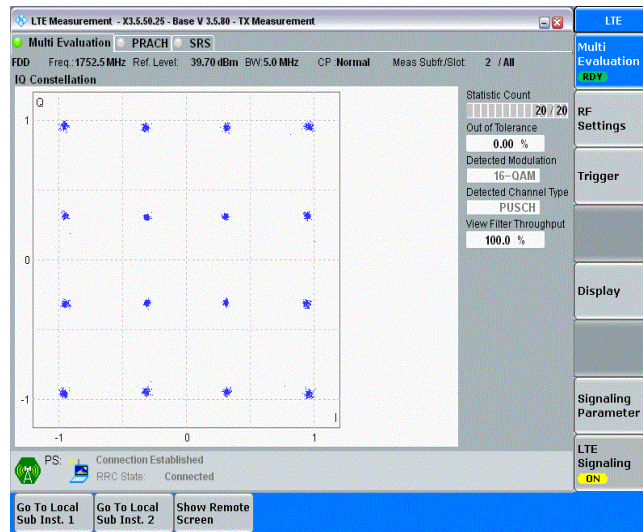 LTE Measurement - X3.5.50.25 - Base V 3.5.80 - TX Measurement
LTE
Multi Evaluation PRACH SRS
FDD Freq.:1752.5 MHz Ref. Level: 39.70 dBm BW:5.0 MHz CP :Normal Meas Subfr./Slot: 2 / All
IQ Constellation
Q
1
0
-1
-1 0 1
I
Statistic Count
20 / 20
Out of Tolerance
0.00 %
Detected Modulation
16-QAM
Detected Channel Type
PUSCH
View Filter Throughput
100.0 %
Multi
Evaluation
RDY
RF
Settings
Trigger
Display
Signaling
Parameter
LTE
Signaling
ON
PS: Connection Established
RRC State: Connected
Go To Local
Sub Inst. 1
Go To Local
Sub Inst. 2
Show Remote
Screen